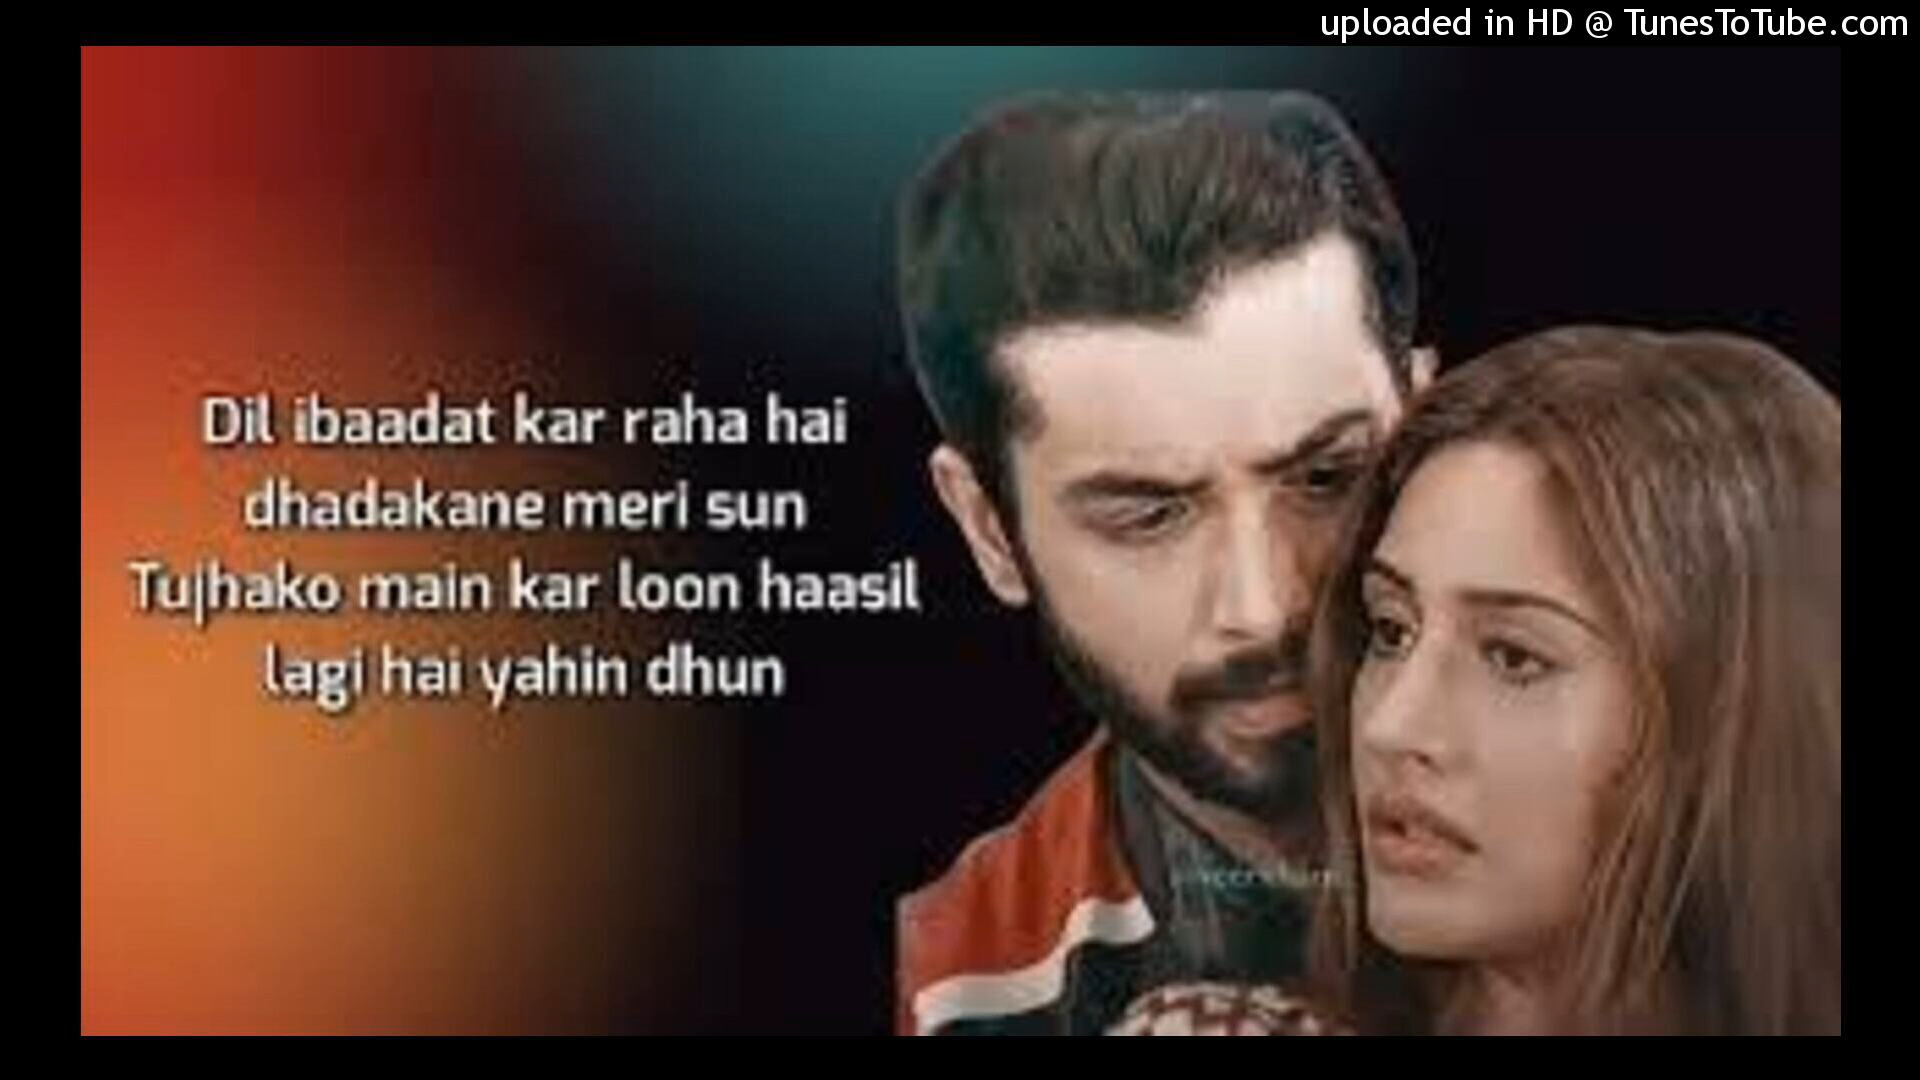 uploaded in HD @ TunesToTube.com
Dil ibaadat kar raha hai
dhadakane meri sun
Tujhako main kar loon haasil
lagi hai yahin dhun